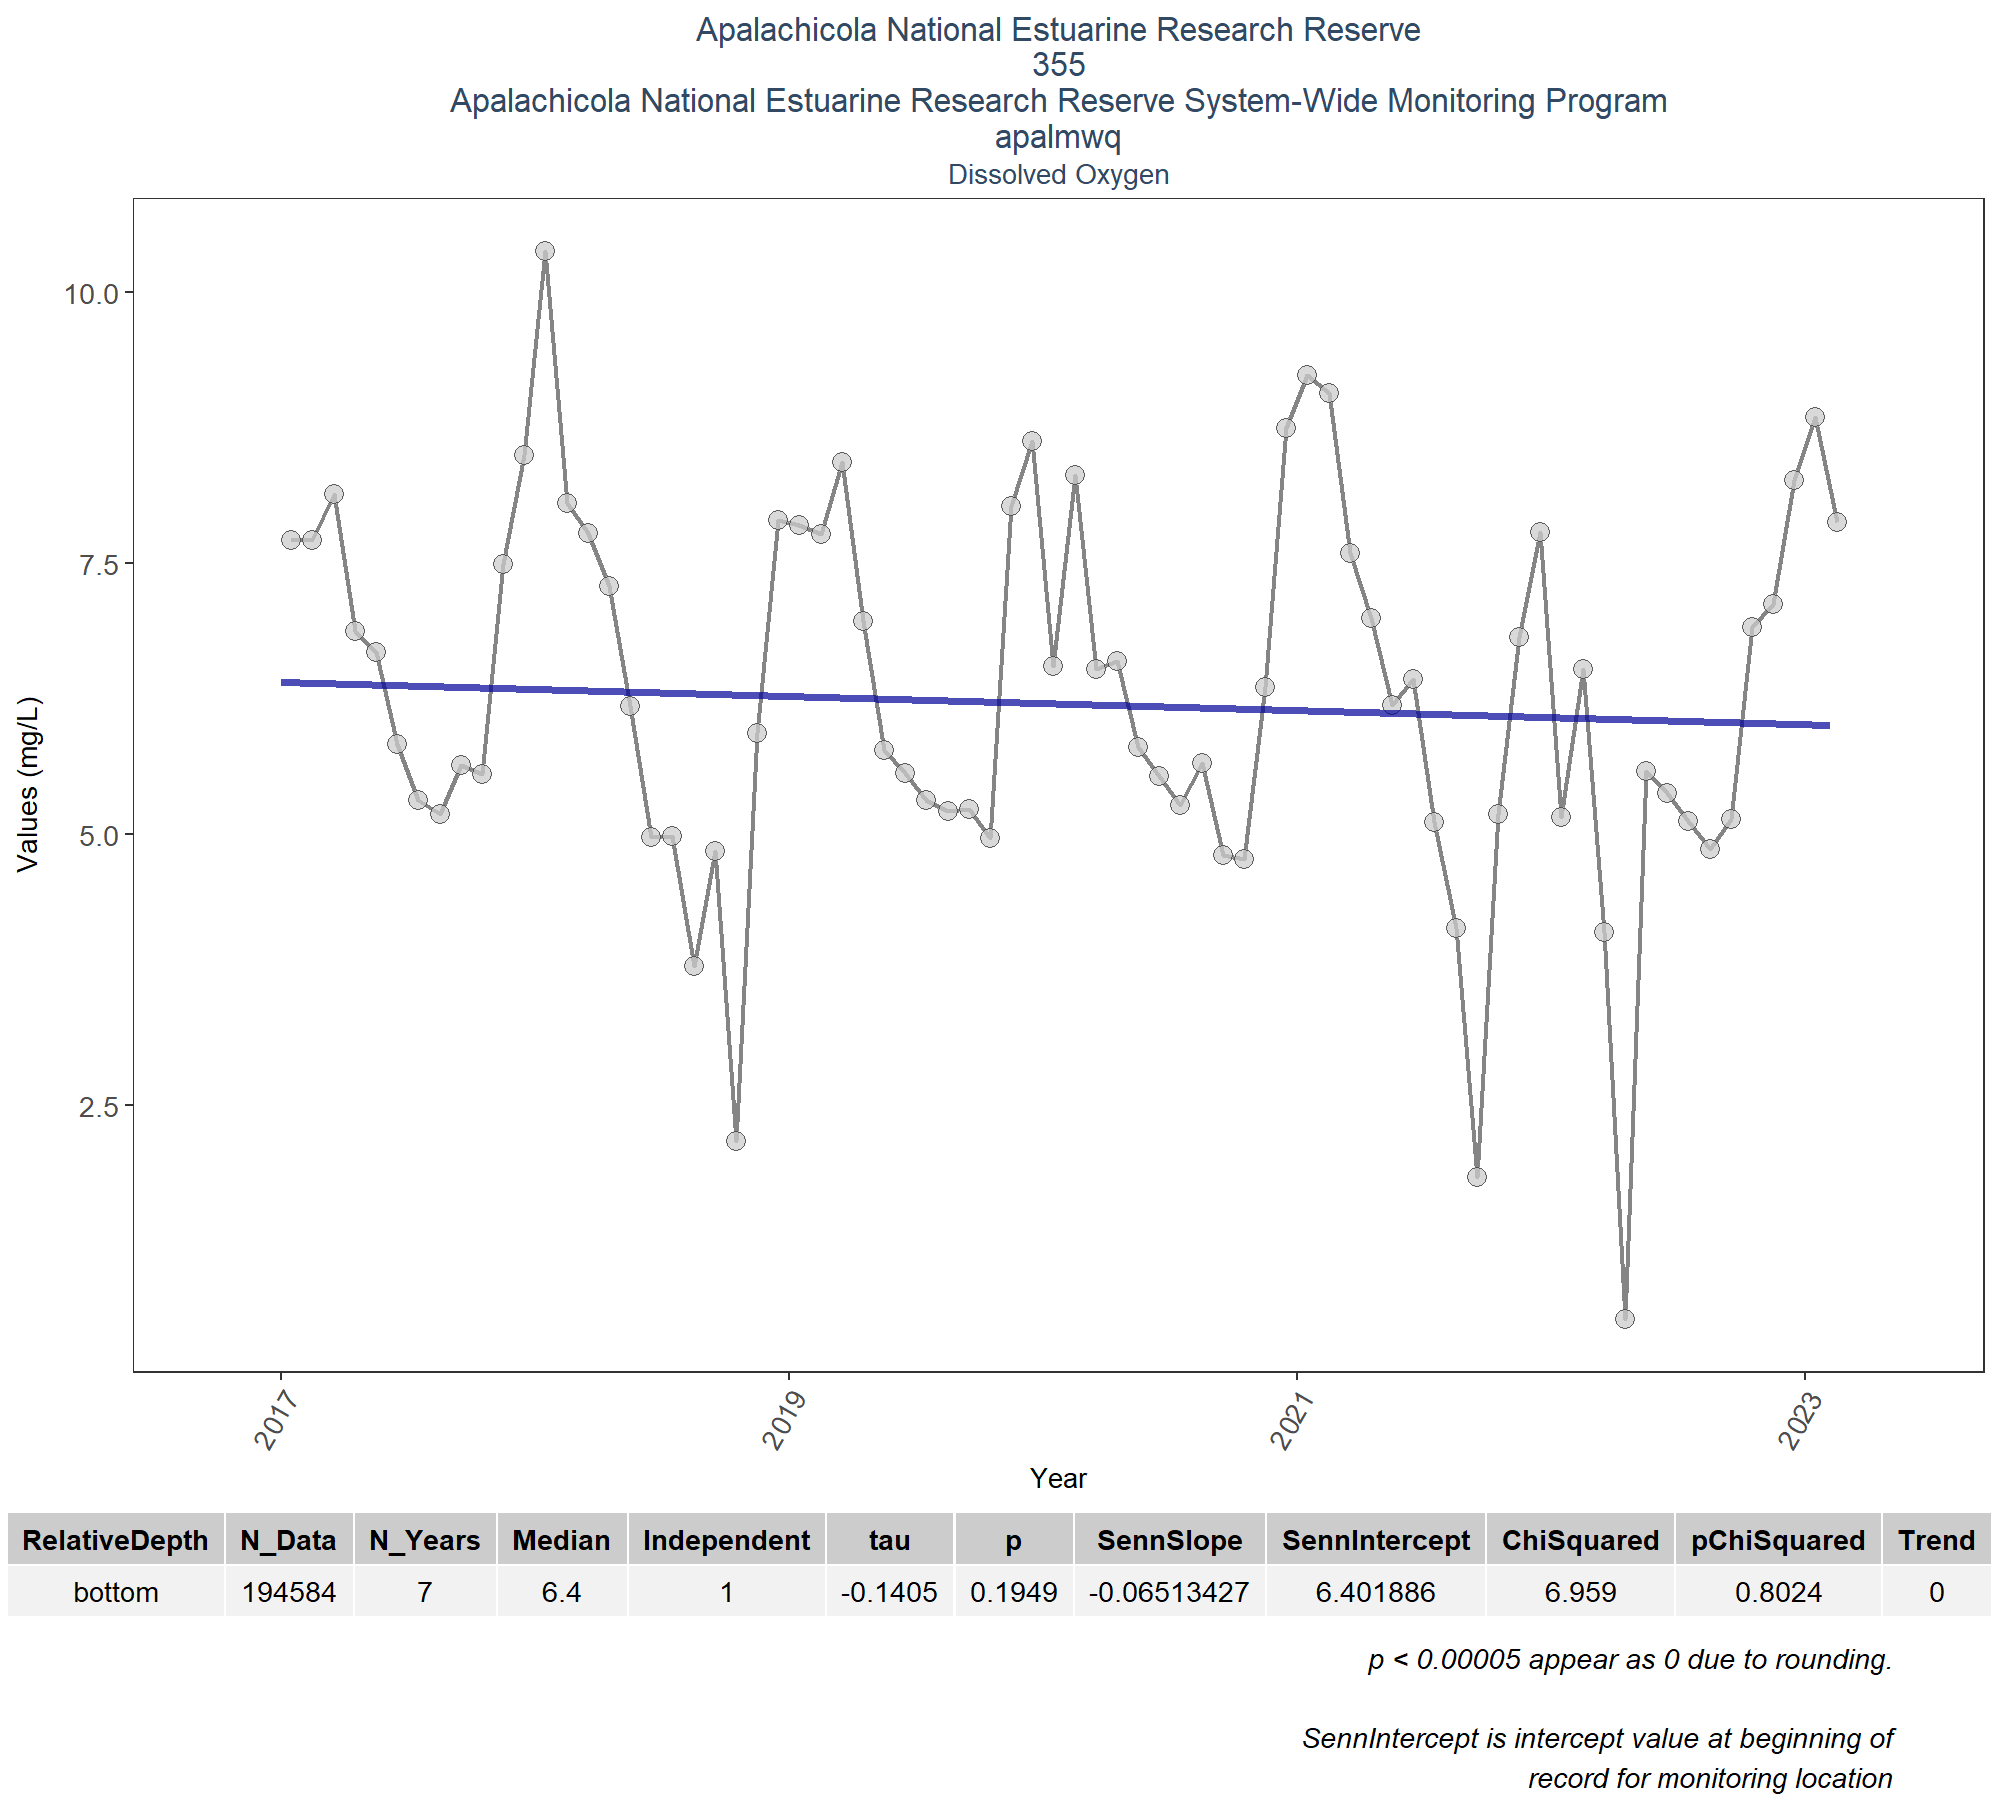 Apalachicola National Estuarine Research Reserve
355
Apalachicola National Estuarine Research Reserve System-Wide Monitoring Program
apalmwq
Dissolved Oxygen
Values (mg/L)
10.0
7.5
5.0
2.5
2017 2019 2021 2023
Year
RelativeDepth N_Data N_Years Median Independent tau p SennSlope SennIntercept ChiSquared pChiSquared Trend
bottom 194584 7 6.4 1 -0.1405 0.1949 -0.06513427 6.401886 6.959 0.8024 0
p < 0.00005 appear as 0 due to rounding.
SennIntercept is intercept value at beginning of
record for monitoring location